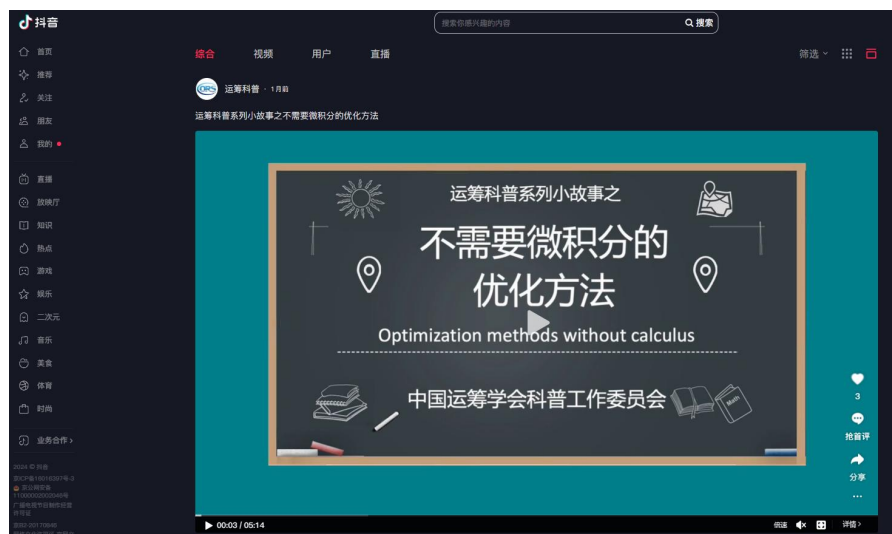 抖音
搜索你感兴趣的内容
搜索
首页
推荐
关注
朋友
我的
直播
放映厅
知识
热点
游戏
娱乐
二次元
音乐
美食
体育
时尚
业务合作 >
2024 © 抖音
综合 视频 用户 直播 筛选
ORS 运筹科普 · 1月前
运筹科普系列小故事之不需要微积分的优化方法
运筹科普系列小故事之
不需要微积分的
优化方法
Optimization methods without calculus
中国运筹学会科普工作委员会
Math
3
抢首评
分享
00:03 / 05:14
倍速
详情 >